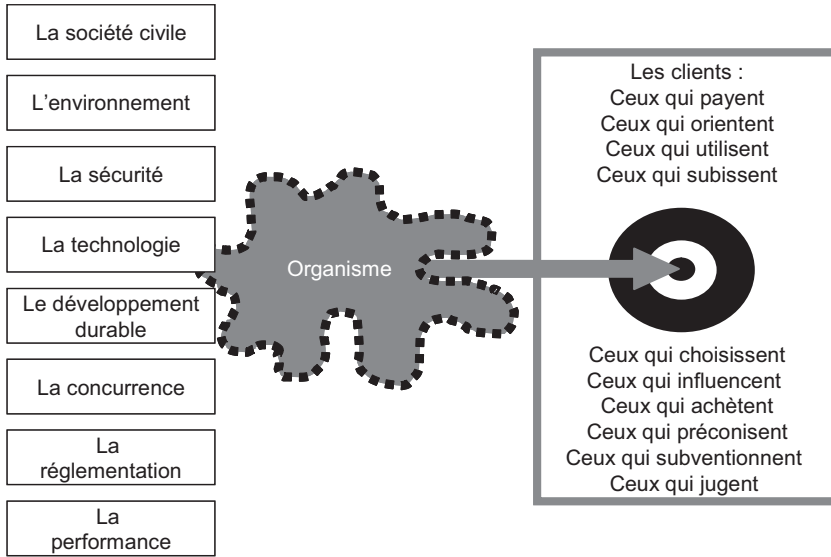 La société civile
L'environnement
La sécurité
La technologie
Le développement
durable
La concurrence
La
réglementation
La
performance
Organisme
Les clients :
Ceux qui payent
Ceux qui orientent
Ceux qui utilisent
Ceux qui subissent
Ceux qui choisissent
Ceux qui influencent
Ceux qui achètent
Ceux qui préconisent
Ceux qui subventionnent
Ceux qui jugent